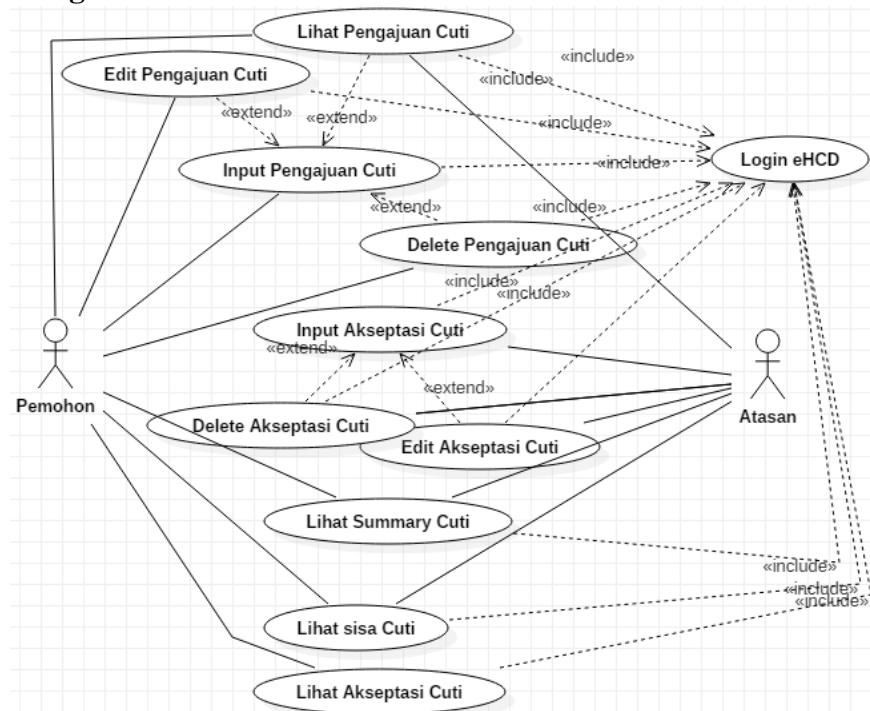 Lihat Pengajuan Cuti
«include»
Edit Pengajuan Cuti
«include»
«extend»
«extend»
«include»
Login eHCD
Input Pengajuan Cuti
«include»
«extend»
«include»
Delete Pengajuan Cuti
«include»
«include»
Input Akseptasi Cuti
«extend»
«extend»
Pemohon
Atasan
Delete Akseptasi Cuti
Edit Akseptasi Cuti
Lihat Summary Cuti
«include»
«include»
«include»
Lihat sisa Cuti
Lihat Akseptasi Cuti